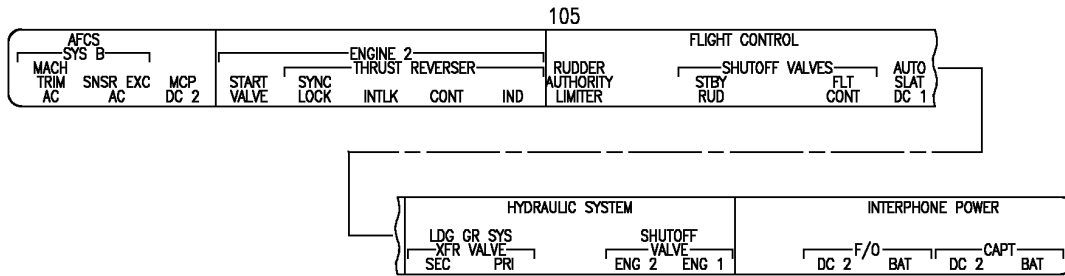 105
AFCS
SYS B
ENGINE 2
FLIGHT CONTROL
THRUST REVERSER
SHUTOFF VALVES
MACH TRIM AC
SNSR EXC AC
MCP DC 2
START VALVE
SYNC LOCK
INTLK
CONT
IND
RUDDER AUTHORITY LIMITER
STBY RUD
FLT CONT
AUTO SLAT DC 1
HYDRAULIC SYSTEM
INTERPHONE POWER
LDG GR SYS
XFR VALVE
SEC PRI
SHUTOFF
VALVE
ENG 2 ENG 1
F/O
DC 2 BAT
CAPT
DC 2 BAT